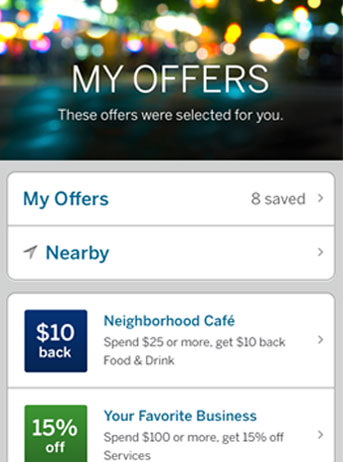 MY OFFERS
These offers were selected for you.
My Offers 8 saved
Nearby
$10
back
Neighborhood Café
Spend $25 or more, get $10 back
Food & Drink
15%
off
Your Favorite Business
Spend $100 or more, get 15% off
Services